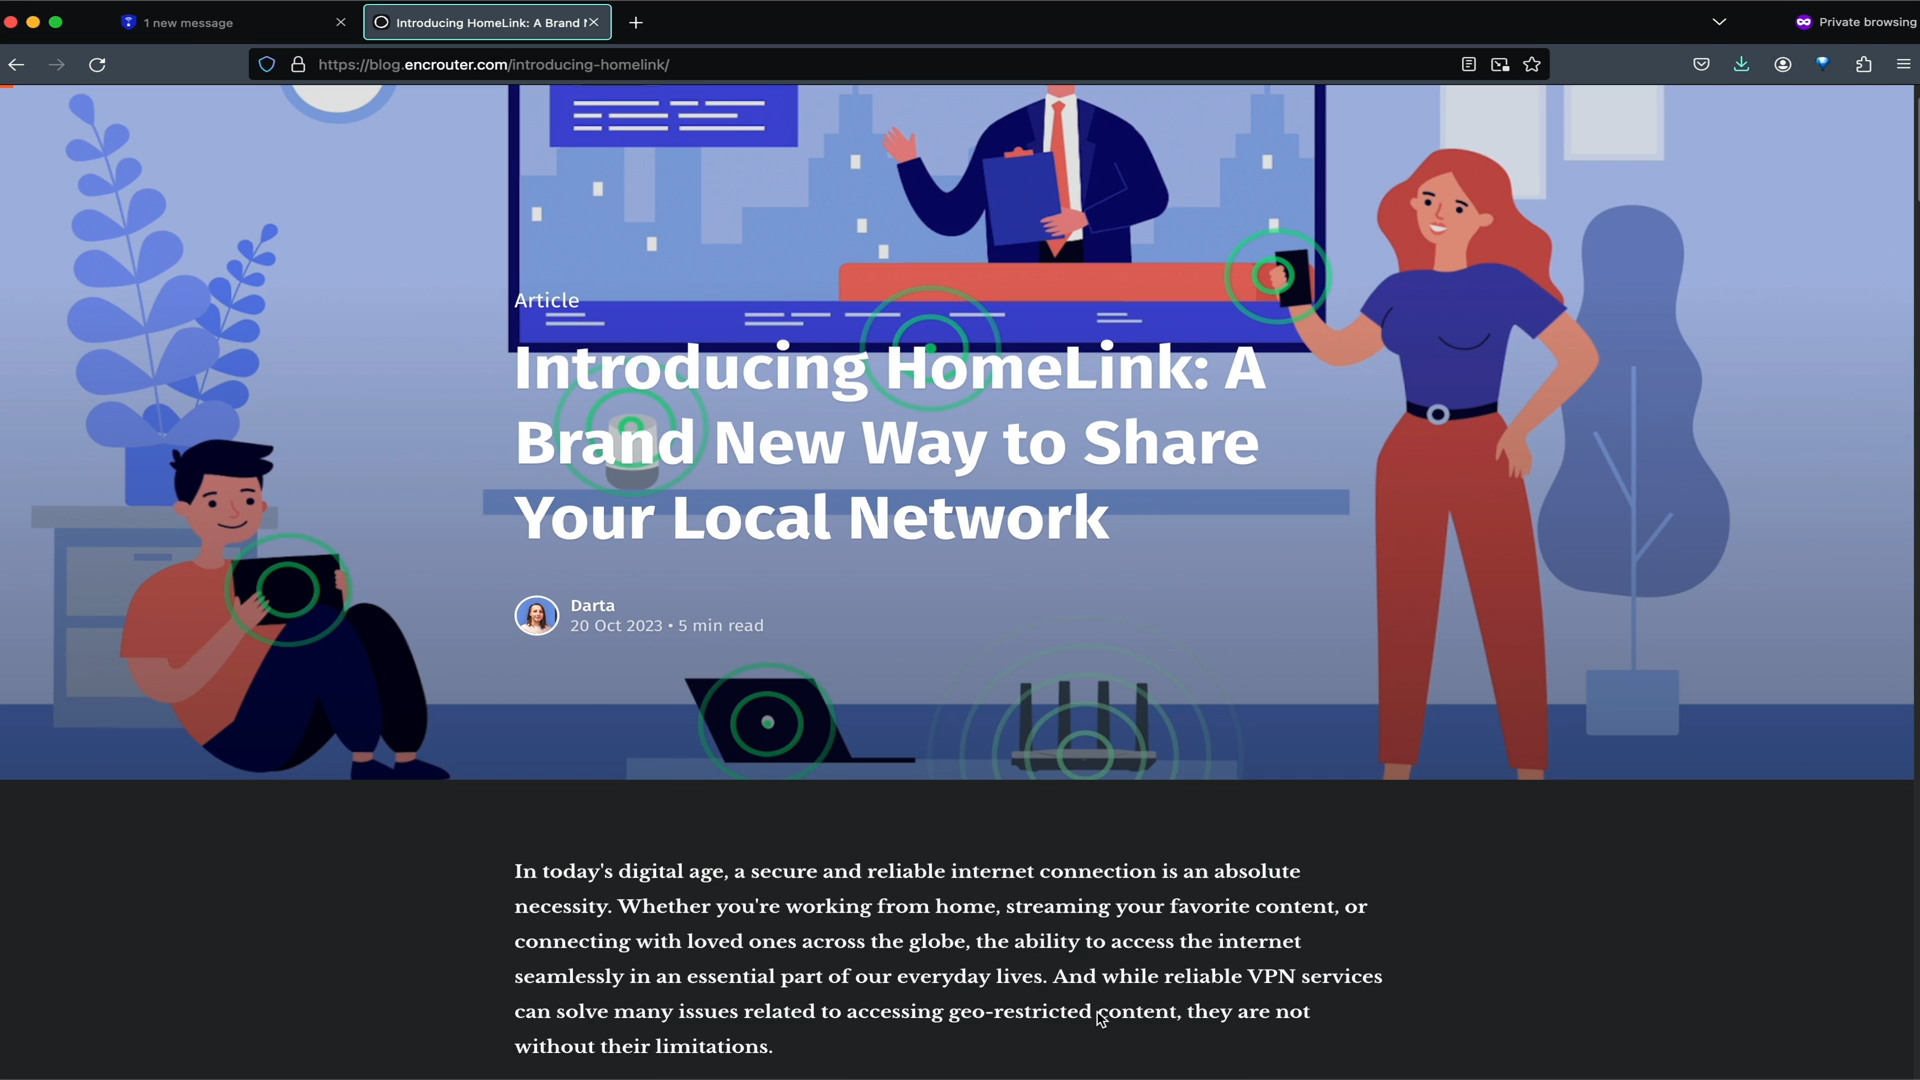 1 new message
Introducing HomeLink: A Brand
Private browsing
https://blog.encrouter.com/introducing-homelink/
Article
Introducing HomeLink: A
Brand New Way to Share
Your Local Network
Darta
20 Oct 2023 • 5 min read
In today's digital age, a secure and reliable internet connection is an absolute
necessity. Whether you're working from home, streaming your favorite content, or
connecting with loved ones across the globe, the ability to access the internet
seamlessly in an essential part of our everyday lives. And while reliable VPN services
can solve many issues related to accessing geo-restricted content, they are not
without their limitations.